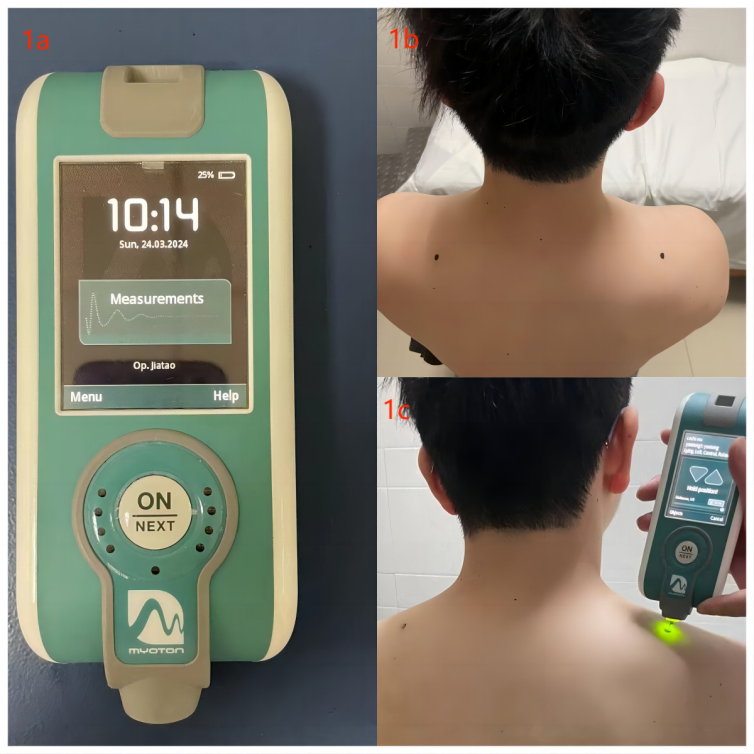 1a
25%
10:14
Sun, 24.03.2024
Measurements
Op. Jiatao
Menu
Help
ON
NEXT
MYOTON
1b
1c
Hold position!
Cancel
ON
NEXT